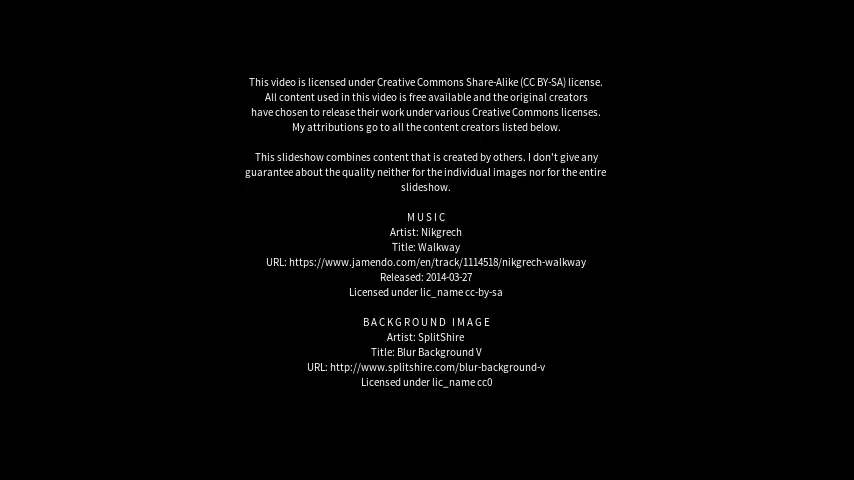 This video is licensed under Creative Commons Share-Alike (CC BY-SA) license.
All content used in this video is free available and the original creators
have chosen to release their work under various Creative Commons licenses.
My attributions go to all the content creators listed below.
This slideshow combines content that is created by others. I don't give any
guarantee about the quality neither for the individual images nor for the entire
slideshow.
MUSIC
Artist: Nikgrech
Title: Walkway
URL: https://www.jamendo.com/en/track/1114518/nikgrech-walkway
Released: 2014-03-27
Licensed under lic_name cc-by-sa
BACKGROUND IMAGE
Artist: SplitShire
Title: Blur Background V
URL: http://www.splitshire.com/blur-background-v
Licensed under lic_name cc0